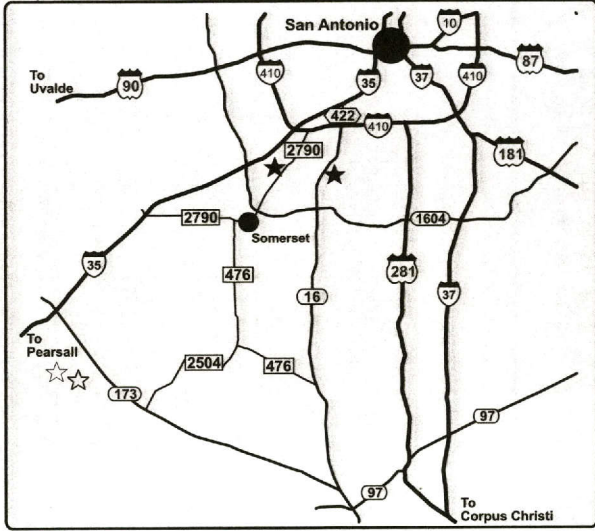 San Antonio
10
To
Uvalde
90
410
35
37
410
87
422
410
2790
181
2790
Somerset
1604
35
476
281
16
37
To
Pearsall
2504
476
173
97
97
To
Corpus Christi